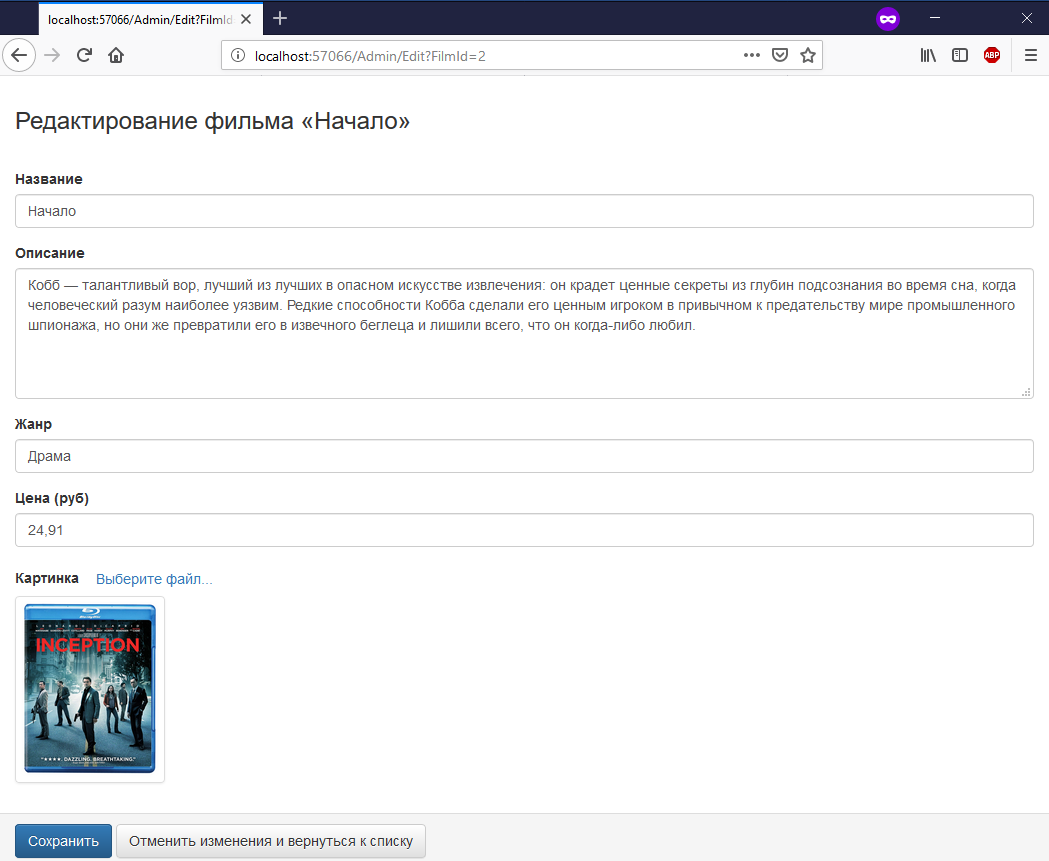 localhost:57066/Admin/Edit?FilmId
localhost:57066/Admin/Edit?FilmId=2
ABP
Редактирование фильма «Начало»
Название
Начало
Описание
Кобб — талантливый вор, лучший из лучших в опасном искусстве извлечения: он крадет ценные секреты из глубин подсознания во время сна, когда
человеческий разум наиболее уязвим. Редкие способности Кобба сделали его ценным игроком в привычном к предательству мире промышленного
шпионажа, но они же превратили его в извечного беглеца и лишили всего, что он когда-либо любил.
Жанр
Драма
Цена (руб)
24,91
Картинка Выберите файл...
LEONARDO DICAPRIO
INCEPTION
"★★★★. DAZZLING. BREATHTAKING."
Сохранить Отменить изменения и вернуться к списку